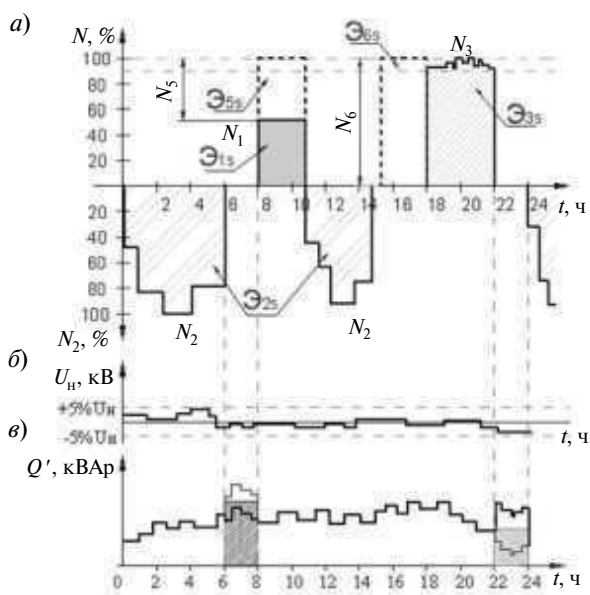 а)
N, %
100
80
60
40
20
N5
Э5s
N1
Э1s
N6
Э6s
N3
Э3s
2 4 6 8 10 12 14 16 18 20 22 24
t, ч
20
40
60
80
100
N2, %
N2
Э2s
N2
б)
Uн, кВ
+5%Uн
-5%Uн
t, ч
в)
Q′, кВАр
0 2 4 6 8 10 12 14 16 18 20 22 24
t, ч